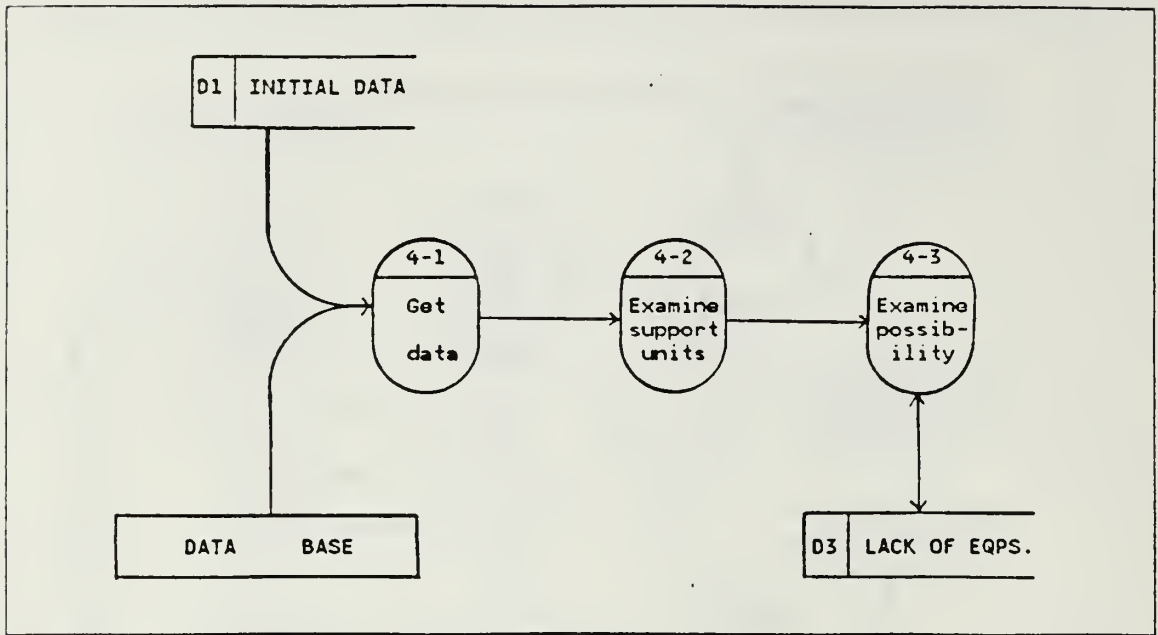 D1 INITIAL DATA
4-1
Get
data
4-2
Examine
support
units
4-3
Examine
possib-
ility
DATA BASE
D3 LACK OF EQPS.